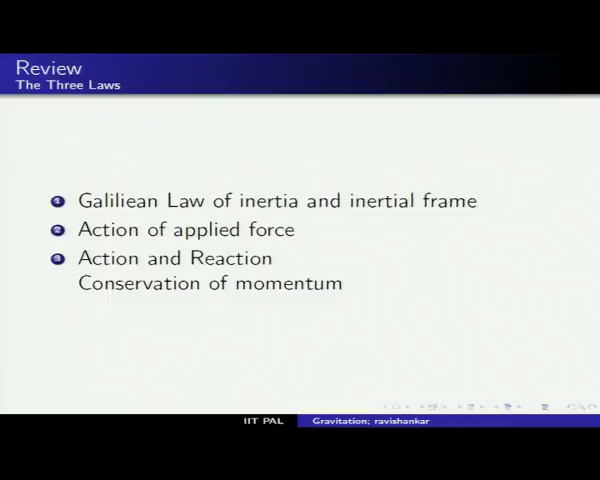 Review
The Three Laws
1 Galiliean Law of inertia and inertial frame
2 Action of applied force
3 Action and Reaction
Conservation of momentum
IIT PAL Gravitation; ravishankar